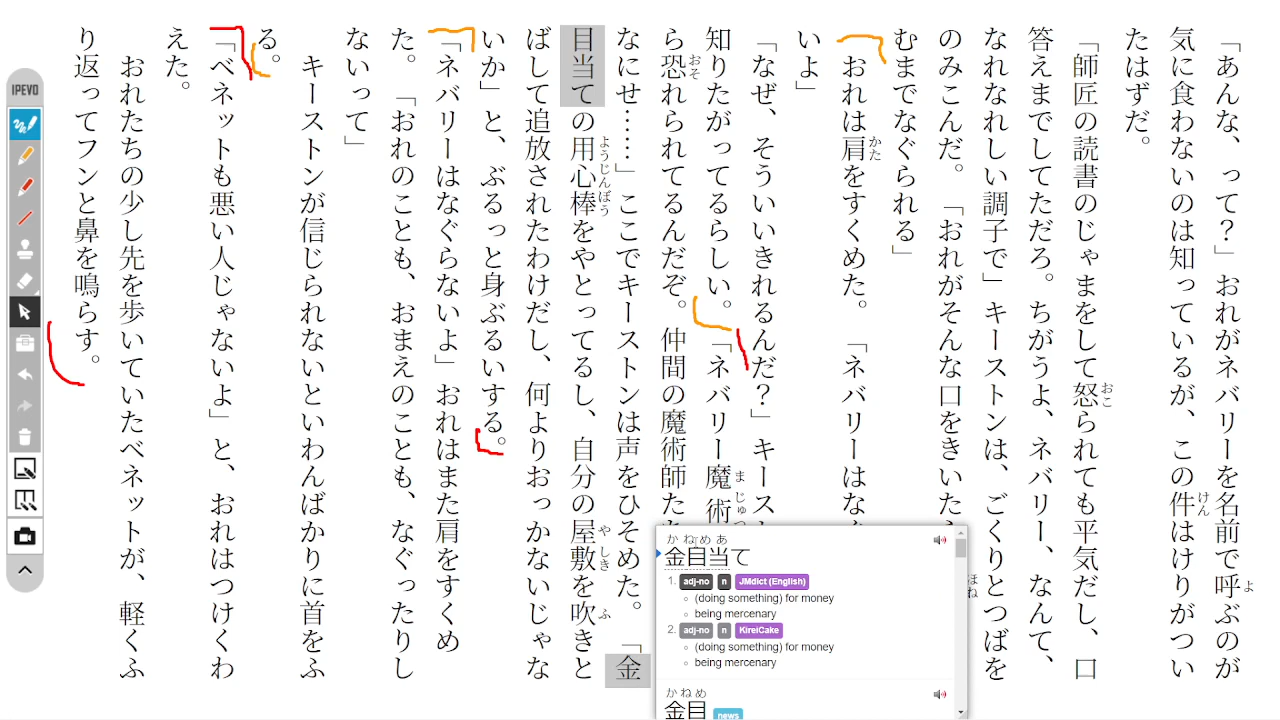 「あんな、って？」おれがネバリーを名前で呼ぶのが
気に食わないのは知っているが、この件はけりがつい
たはずだ。
「師匠の読書のじゃまをして怒られても平気だし、口
答えまでしてただろ。ちがうよ、ネバリー、なんて、
なれなれしい調子で」キーストンは、ごくりとつばを
のみこんだ。「おれがそんな口をきいた
むまでなぐられる」
おれは肩をすくめた。「ネバリーはな
いよ」
「なぜ、そういいきれるんだ？」キースト
知りたがってるらしい。「ネバリー魔術
ら恐れられてるんだぞ。仲間の魔術師た
なにせ……」ここでキーストンは声をひそめた。「金
目当ての用心棒をやとってるし、自分の屋敷を吹きと
ばして追放されたわけだし、何よりおっかないじゃな
いか」と、ぶるっと身ぶるいする。
「ネバリーはなぐらないよ」おれはまた肩をすくめ
た。「おれのことも、おまえのことも、なぐったりし
ないって」
キーストンが信じられないといわんばかりに首をふ
る。
「ベネットも悪い人じゃないよ」と、おれはつけくわ
えた。
おれたちの少し先を歩いていたベネットが、軽くふ
り返ってフンと鼻を鳴らす。
IPEVO
かねめあ
金目当て
1. adj-no n JMdict (English)
(doing something) for money
being mercenary
2. adj-no n KireiCake
(doing something) for money
being mercenary
かねめ
金目 news